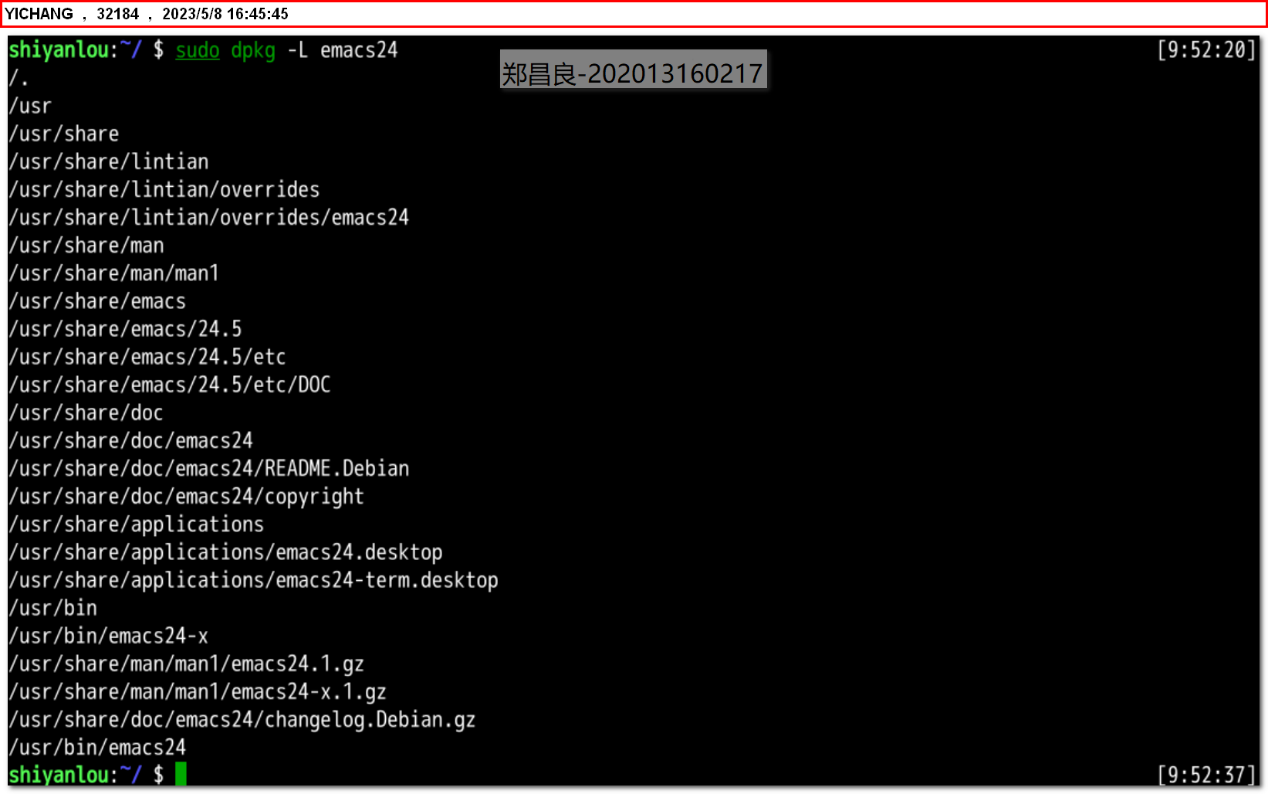 YICHANG , 32184 , 2023/5/8 16:45:45
shiyanlou:~/ $ sudo dpkg -L emacs24 [9:52:20]
郑昌良-202013160217
/.
/usr
/usr/share
/usr/share/lintian
/usr/share/lintian/overrides
/usr/share/lintian/overrides/emacs24
/usr/share/man
/usr/share/man/man1
/usr/share/emacs
/usr/share/emacs/24.5
/usr/share/emacs/24.5/etc
/usr/share/emacs/24.5/etc/DOC
/usr/share/doc
/usr/share/doc/emacs24
/usr/share/doc/emacs24/README.Debian
/usr/share/doc/emacs24/copyright
/usr/share/applications
/usr/share/applications/emacs24.desktop
/usr/share/applications/emacs24-term.desktop
/usr/bin
/usr/bin/emacs24-x
/usr/share/man/man1/emacs24.1.gz
/usr/share/man/man1/emacs24-x.1.gz
/usr/share/doc/emacs24/changelog.Debian.gz
/usr/bin/emacs24
shiyanlou:~/ $ [9:52:37]